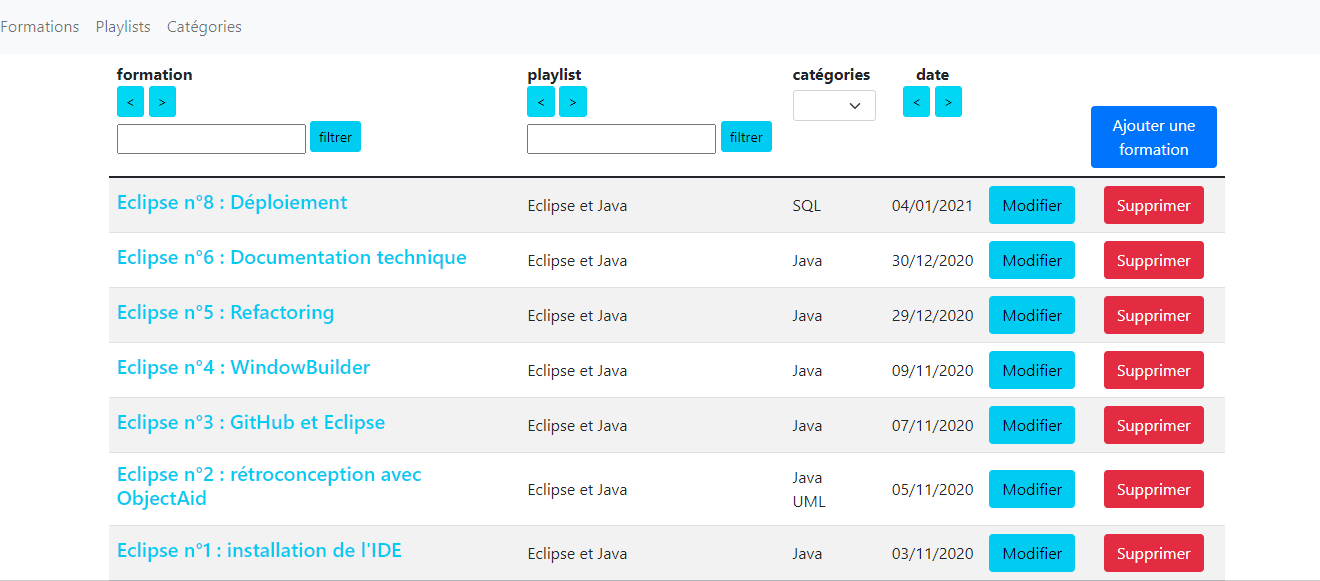 Formations Playlists Catégories
formation playlist catégories date
< > < > < >
filtrer filtrer
Ajouter une
formation
Eclipse n°8 : Déploiement Eclipse et Java SQL 04/01/2021 Modifier Supprimer
Eclipse n°6 : Documentation technique Eclipse et Java Java 30/12/2020 Modifier Supprimer
Eclipse n°5 : Refactoring Eclipse et Java Java 29/12/2020 Modifier Supprimer
Eclipse n°4 : WindowBuilder Eclipse et Java Java 09/11/2020 Modifier Supprimer
Eclipse n°3 : GitHub et Eclipse Eclipse et Java Java 07/11/2020 Modifier Supprimer
Eclipse n°2 : rétroconception avec
ObjectAid
Eclipse et Java
Java
UML
05/11/2020 Modifier Supprimer
Eclipse n°1 : installation de l'IDE Eclipse et Java Java 03/11/2020 Modifier Supprimer